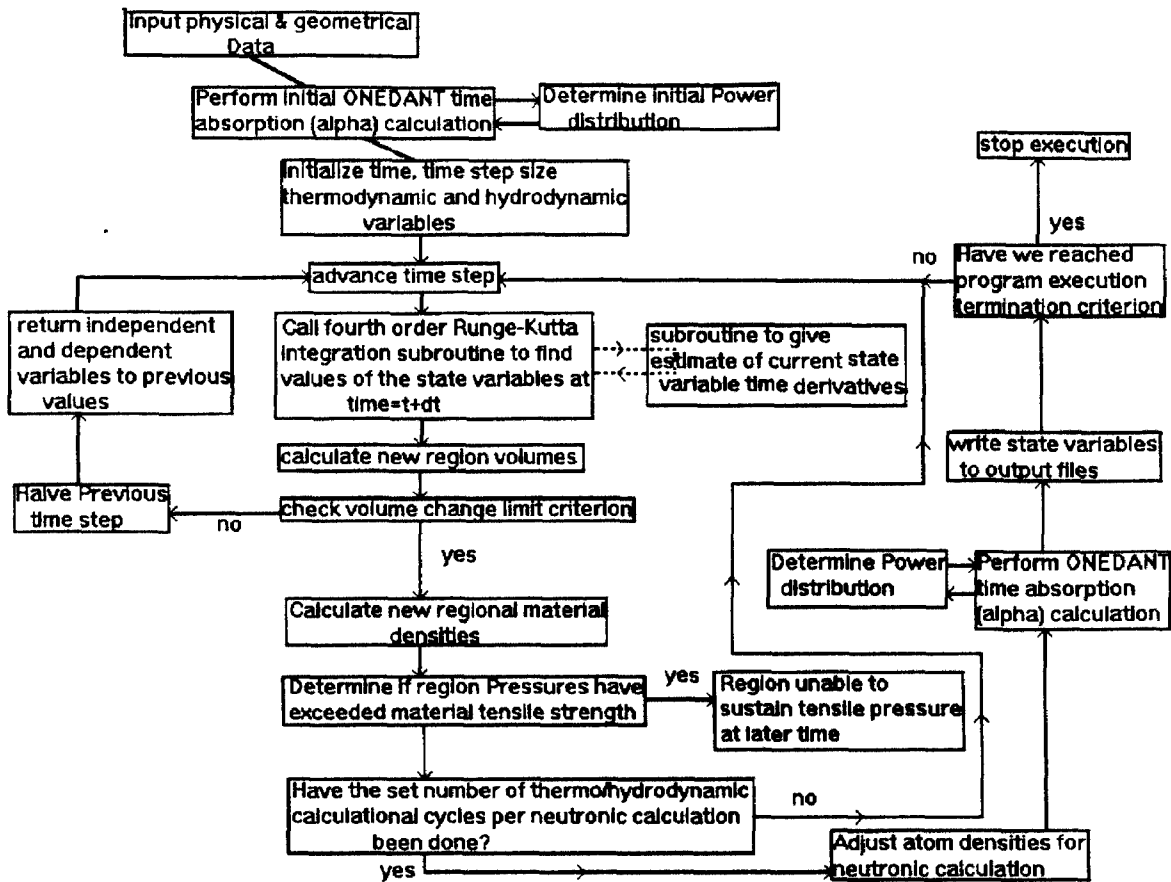 Input physical & geometrical
Data
Perform initial ONEDANT time
absorption (alpha) calculation
Determine initial Power
distribution
initialize time, time step size
thermodynamic and hydrodynamic
variables
advance time step
Call fourth order Runge-Kutta
integration subroutine to find
values of the state variables at
time=t+dt
subroutine to give
estimate of current state
variable time derivatives
calculate new region volumes
check volume change limit criterion
no
Halve Previous
time step
return independent
and dependent
variables to previous
values
yes
Calculate new regional material
densities
Determine if region Pressures have
exceeded material tensile strength
yes
Region unable to
sustain tensile pressure
at later time
Have the set number of thermo/hydrodynamic
calculational cycles per neutronic calculation
been done?
no
yes
Adjust atom densities for
neutronic calculation
Perform ONEDANT
time absorption
(alpha) calculation
Determine Power
distribution
write state variables
to output files
Have we reached
program execution
termination criterion
no
yes
stop execution